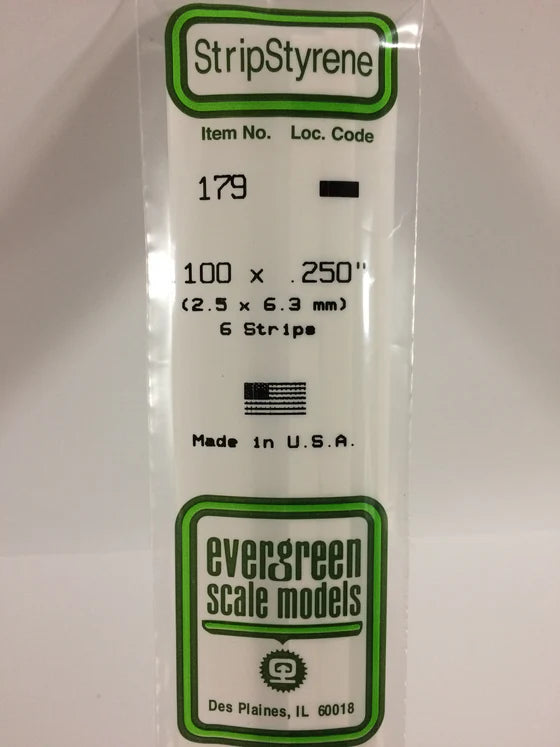 StripStyrene
Item No. Loc. Code
179
100 x .250"
(2.5 x 6.3 mm)
6 Strips
Made in U.S.A.
evergreen
scale models
Des Plaines, IL 60018